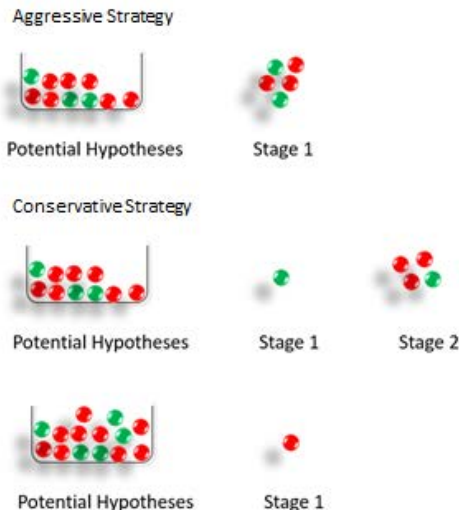 Aggressive Strategy
Potential Hypotheses Stage 1
Conservative Strategy
Potential Hypotheses Stage 1 Stage 2
Potential Hypotheses Stage 1